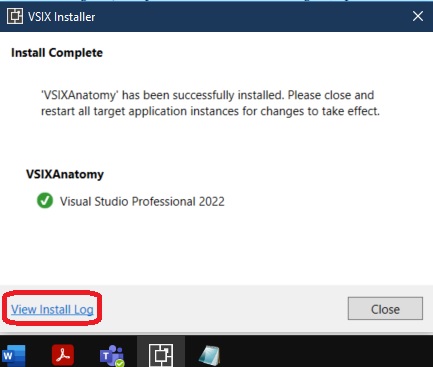 VSIX Installer
Install Complete
'VSIXAnatomy' has been successfully installed. Please close and
restart all target application instances for changes to take effect.
VSIXAnatomy
Visual Studio Professional 2022
View Install Log
Close
W
T